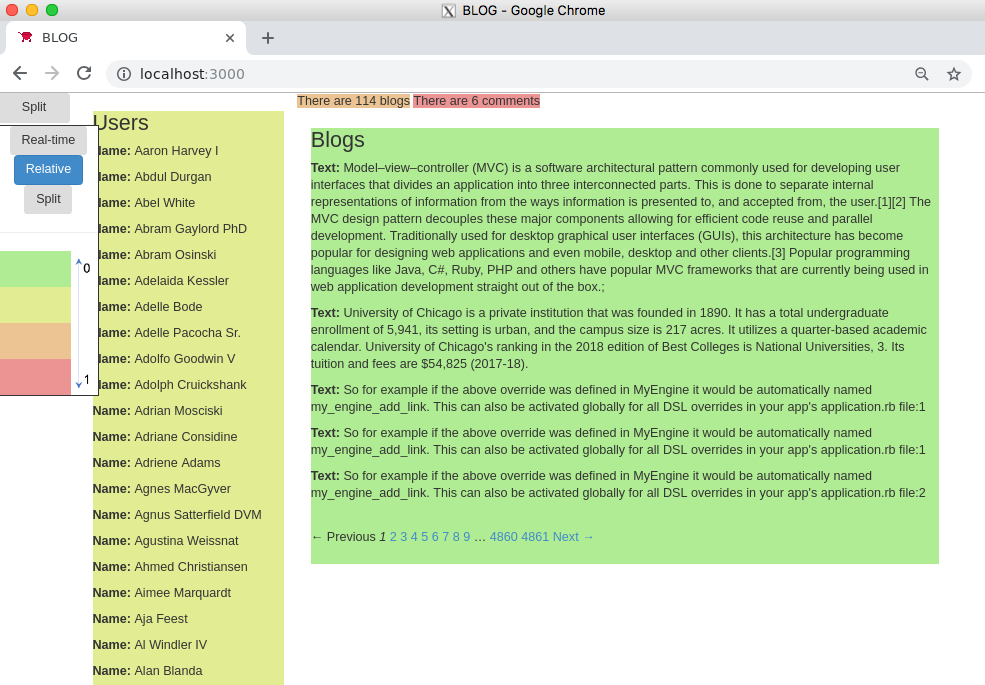 BLOG - Google Chrome
BLOG
localhost:3000
Split
Real-time
Relative
Split
0
1
There are 114 blogs There are 6 comments
Users
Name: Aaron Harvey I
Name: Abdul Durgan
Name: Abel White
Name: Abram Gaylord PhD
Name: Abram Osinski
Name: Adelaida Kessler
Name: Adelle Bode
Name: Adelle Pacocha Sr.
Name: Adolfo Goodwin V
Name: Adolph Cruickshank
Name: Adrian Mosciski
Name: Adriane Considine
Name: Adriene Adams
Name: Agnes MacGyver
Name: Agnus Satterfield DVM
Name: Agustina Weissnat
Name: Ahmed Christiansen
Name: Aimee Marquardt
Name: Aja Feest
Name: Al Windler IV
Name: Alan Blanda
Blogs
Text: Model–view–controller (MVC) is a software architectural pattern commonly used for developing user
interfaces that divides an application into three interconnected parts. This is done to separate internal
representations of information from the ways information is presented to, and accepted from, the user.[1][2] The
MVC design pattern decouples these major components allowing for efficient code reuse and parallel
development. Traditionally used for desktop graphical user interfaces (GUIs), this architecture has become
popular for designing web applications and even mobile, desktop and other clients.[3] Popular programming
languages like Java, C#, Ruby, PHP and others have popular MVC frameworks that are currently being used in
web application development straight out of the box.;
Text: University of Chicago is a private institution that was founded in 1890. It has a total undergraduate
enrollment of 5,941, its setting is urban, and the campus size is 217 acres. It utilizes a quarter-based academic
calendar. University of Chicago's ranking in the 2018 edition of Best Colleges is National Universities, 3. Its
tuition and fees are $54,825 (2017-18).
Text: So for example if the above override was defined in MyEngine it would be automatically named
my_engine_add_link. This can also be activated globally for all DSL overrides in your app's application.rb file:1
Text: So for example if the above override was defined in MyEngine it would be automatically named
my_engine_add_link. This can also be activated globally for all DSL overrides in your app's application.rb file:1
Text: So for example if the above override was defined in MyEngine it would be automatically named
my_engine_add_link. This can also be activated globally for all DSL overrides in your app's application.rb file:2
← Previous 1 2 3 4 5 6 7 8 9 … 4860 4861 Next →